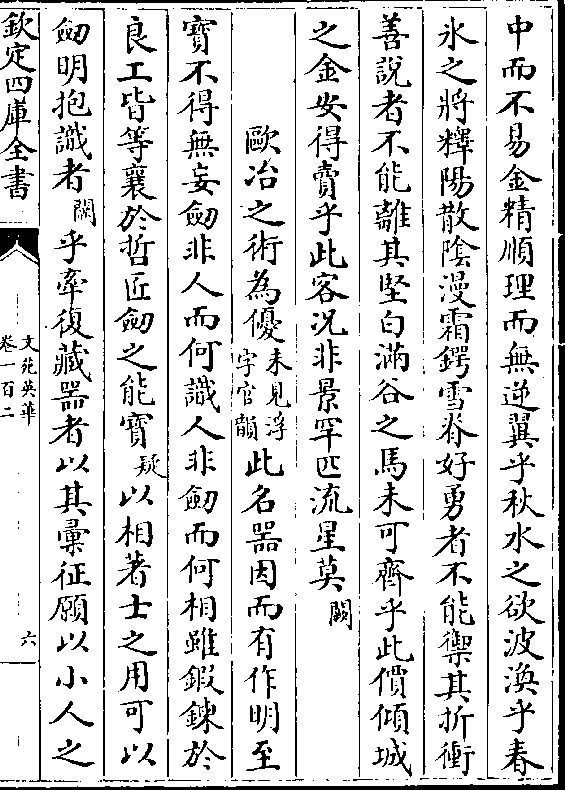 中而不易金精順理而無逆翼乎秋水之欲波渙乎春
氷之將釋陽散陰漫霜鍔雪脊好勇者不能禦其折衝
善說者不能離其堅白滿谷之馬未可齊乎此價傾城
之金安得賣乎此容況非景罕匹流星莫闕
歐冶之術為優未見浮字官韻此名器因而有作明至
寶不得無妄劒非人而何識人非劒而何相雖鍜鍊於
良工皆等襄於哲匠劒之能寶疑以相著士之用可以
劒明抱識者闕乎牽復藏器者以其彚征願以小人之
欽定四庫全書
文苑英華
卷一百二
六